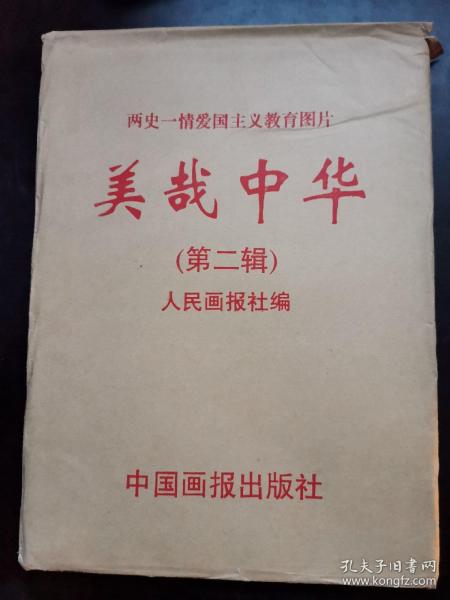 两史一情爱国主义教育图片
美哉中华
(第二辑)
人民画报社编
中国画报出版社
孔夫子旧书网
www.kongfz.com